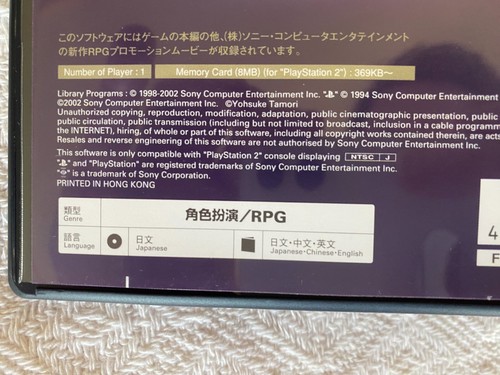 このソフトウェアにはゲームの本編の他、(株)ソニー・コンピュータエンタテインメント
の新作RPGプロモーションムービーが収録されています。
Number of Player : 1
Memory Card (8MB) (for "PlayStation 2") : 369KB～
Library Programs : © 1998-2002 Sony Computer Entertainment Inc. © 1994 Sony Computer Entertainment
©2002 Sony Computer Entertainment Inc. ©Yohsuke Tamori
Unauthorized copying, reproduction, modification, adaptation, public cinematographic presentation, public
public transmission (including but not limited to broadcast, inclusion in a cable programme
the INTERNET), hiring, of whole or part of this software, including all copyright works contained herein, are acts
Resales and reverse engineering of this software are not authorised by Sony Computer Entertainment Inc.
This software is only compatible with "PlayStation 2" console displaying NTSC J
and "PlayStation" are registered trademarks of Sony Computer Entertainment Inc.
" " is a trademark of Sony Corporation.
PRINTED IN HONG KONG
類型
Genre
角色扮演/RPG
語言
Language
日文
Japanese
日文・中文・英文
Japanese・Chinese・English
4
F